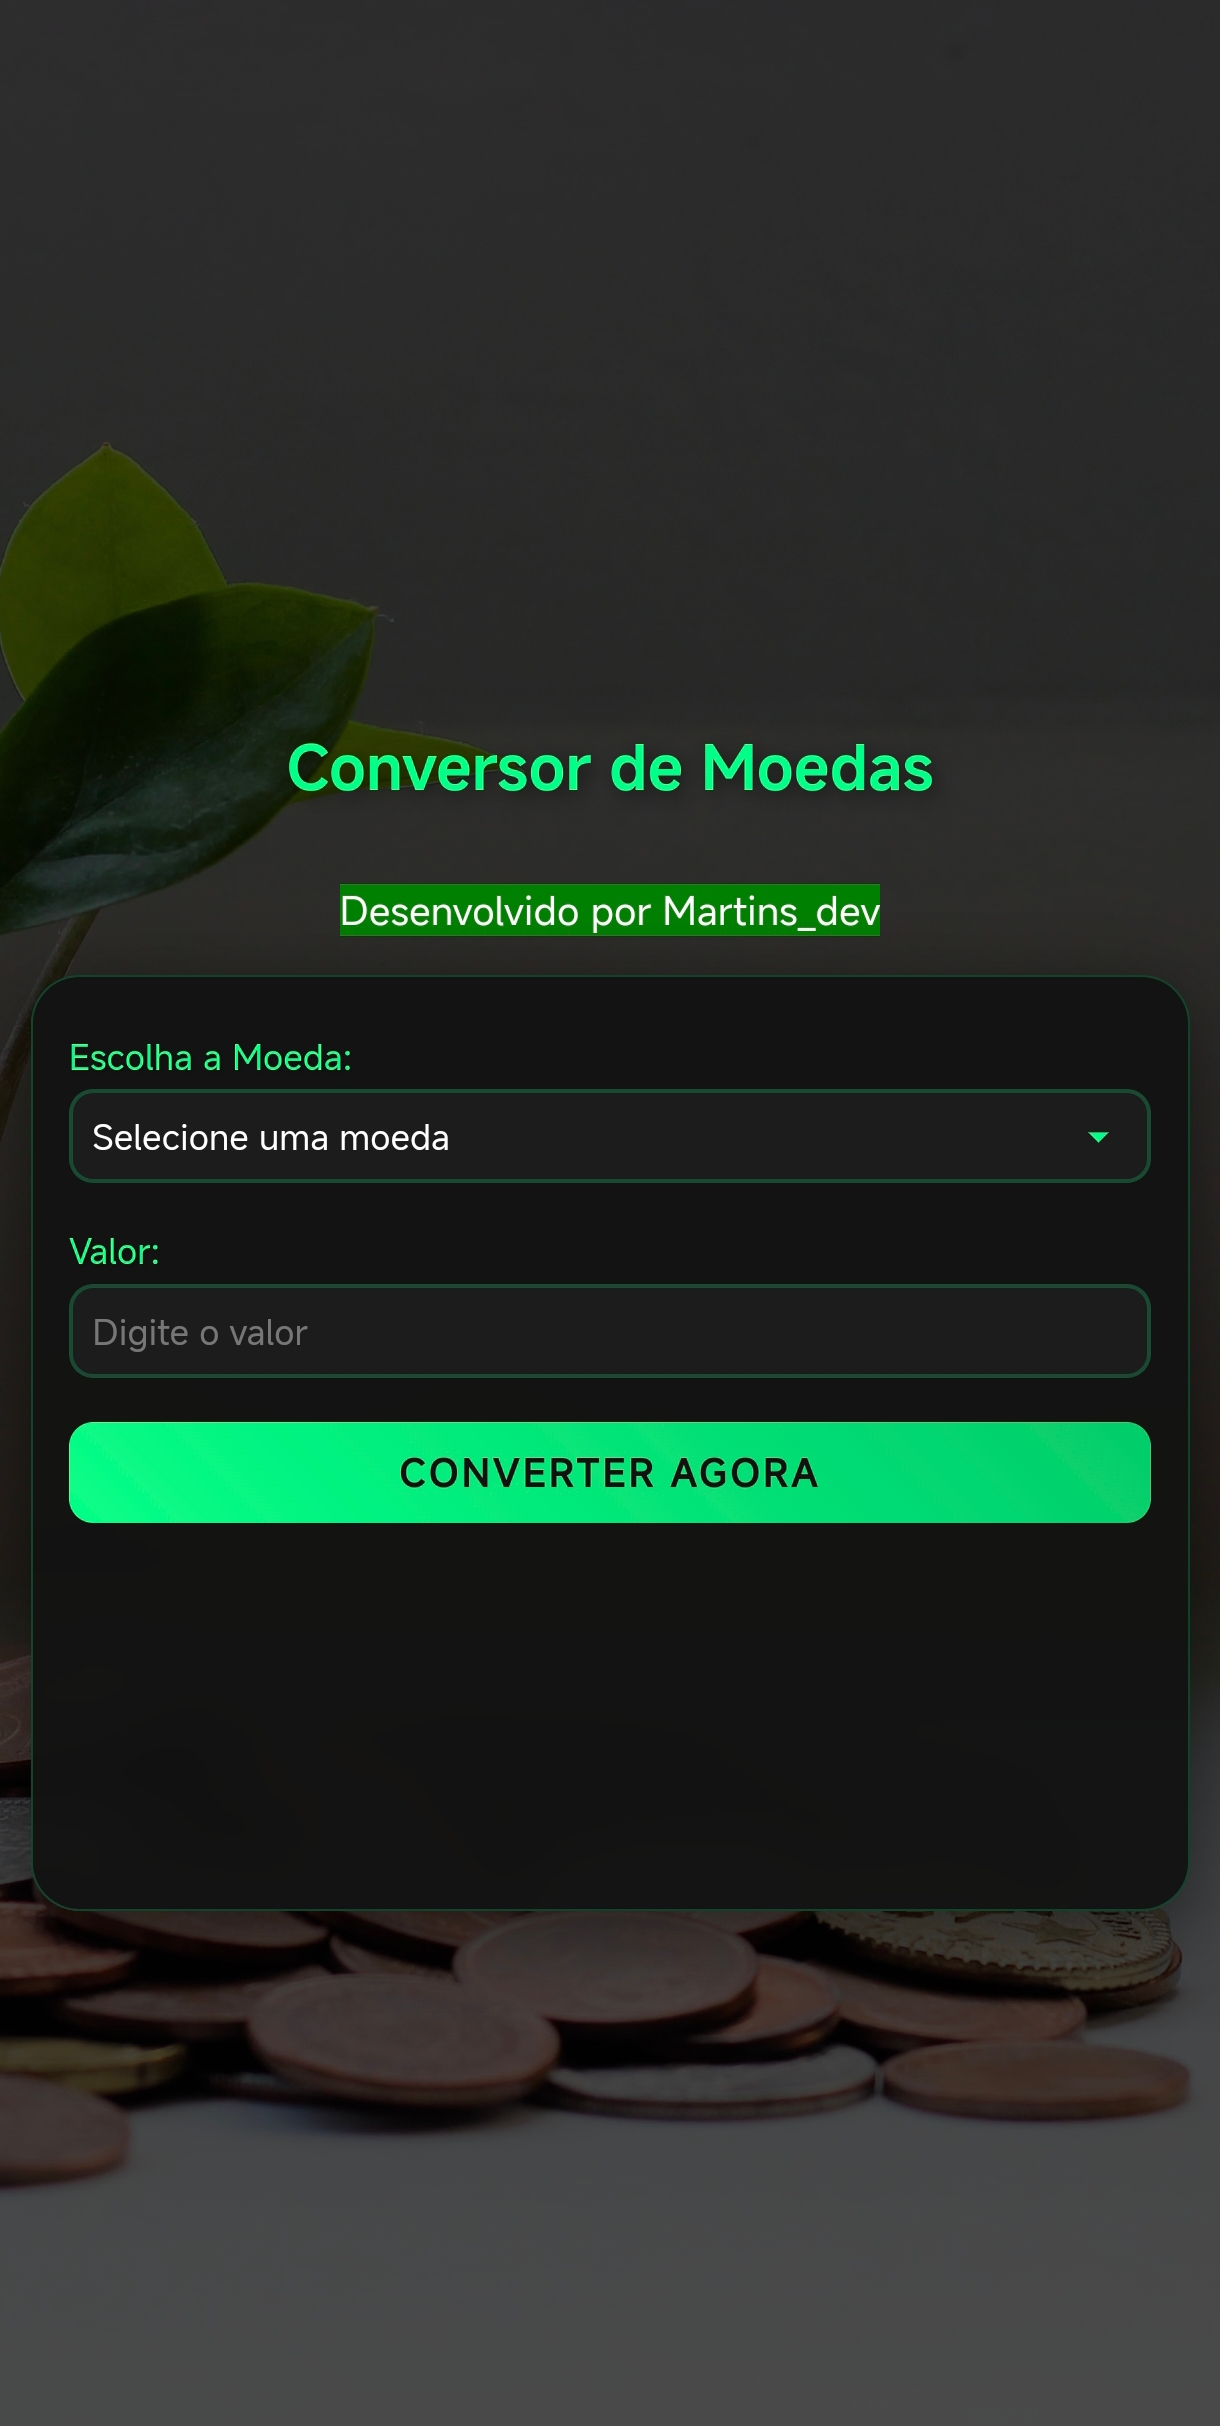 Conversor de Moedas
Desenvolvido por Martins_dev
Escolha a Moeda:
Selecione uma moeda
Valor:
Digite o valor
CONVERTER AGORA